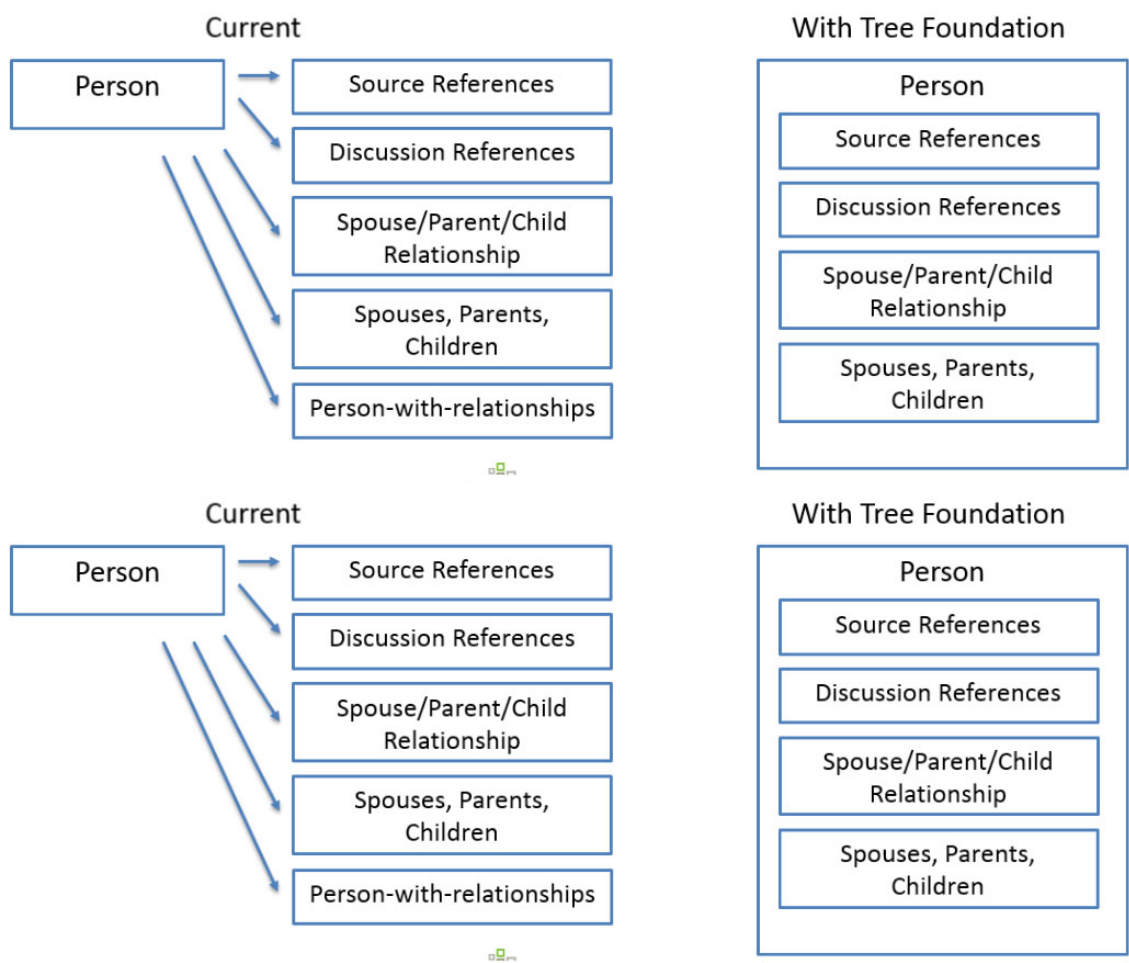 Current
Person
Source References
Discussion References
Spouse/Parent/Child
Relationship
Spouses, Parents,
Children
Person-with-relationships
With Tree Foundation
Person
Source References
Discussion References
Spouse/Parent/Child
Relationship
Spouses, Parents,
Children
Current
Person
Source References
Discussion References
Spouse/Parent/Child
Relationship
Spouses, Parents,
Children
Person-with-relationships
With Tree Foundation
Person
Source References
Discussion References
Spouse/Parent/Child
Relationship
Spouses, Parents,
Children